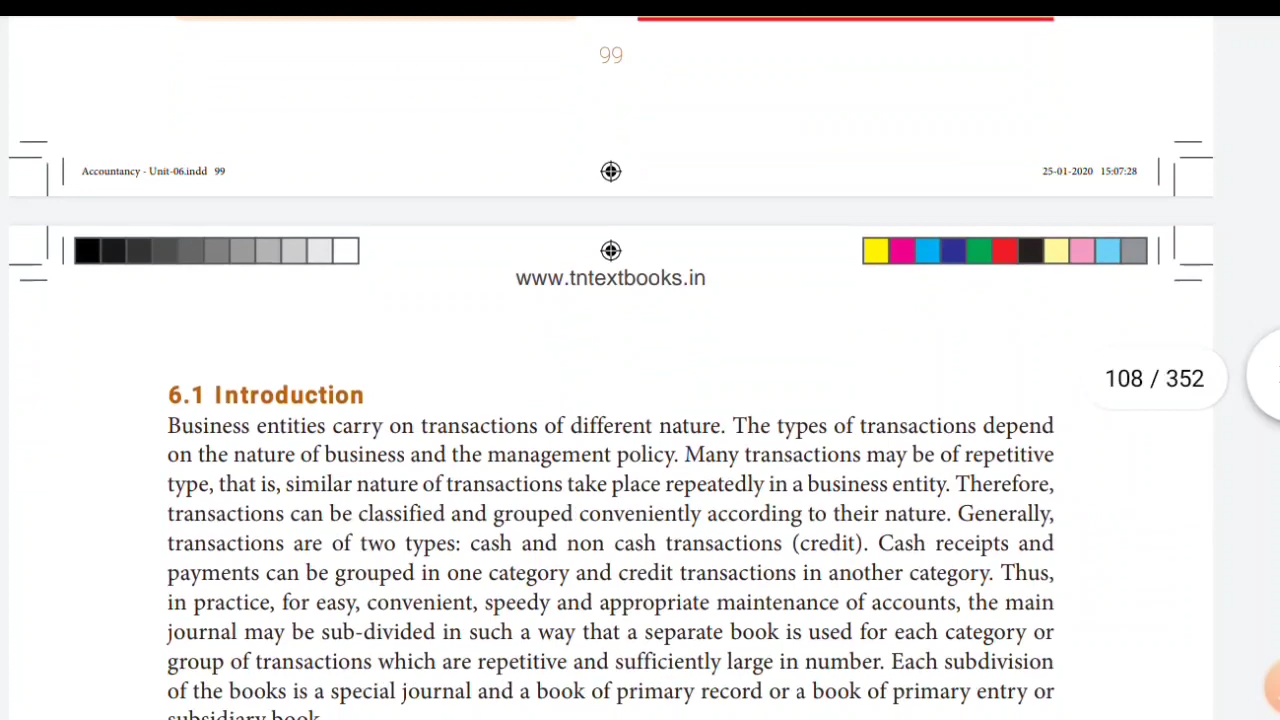 99
Accountancy - Unit-06.indd 99
25-01-2020 15:07:28
www.tntextbooks.in
108 / 352
6.1 Introduction
Business entities carry on transactions of different nature. The types of transactions depend
on the nature of business and the management policy. Many transactions may be of repetitive
type, that is, similar nature of transactions take place repeatedly in a business entity. Therefore,
transactions can be classified and grouped conveniently according to their nature. Generally,
transactions are of two types: cash and non cash transactions (credit). Cash receipts and
payments can be grouped in one category and credit transactions in another category. Thus,
in practice, for easy, convenient, speedy and appropriate maintenance of accounts, the main
journal may be sub-divided in such a way that a separate book is used for each category or
group of transactions which are repetitive and sufficiently large in number. Each subdivision
of the books is a special journal and a book of primary record or a book of primary entry or
subsidiary book.